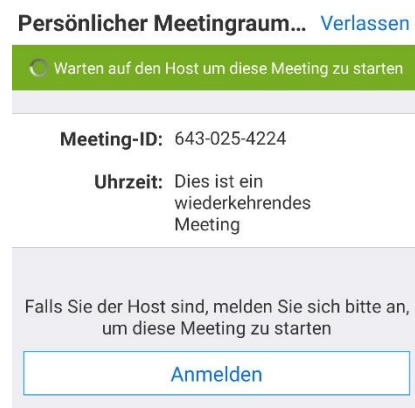 Persönlicher Meetingraum... Verlassen
Warten auf den Host um diese Meeting zu starten
Meeting-ID: 643-025-4224
Uhrzeit: Dies ist ein
wiederkehrendes
Meeting
Falls Sie der Host sind, melden Sie sich bitte an,
um diese Meeting zu starten
Anmelden